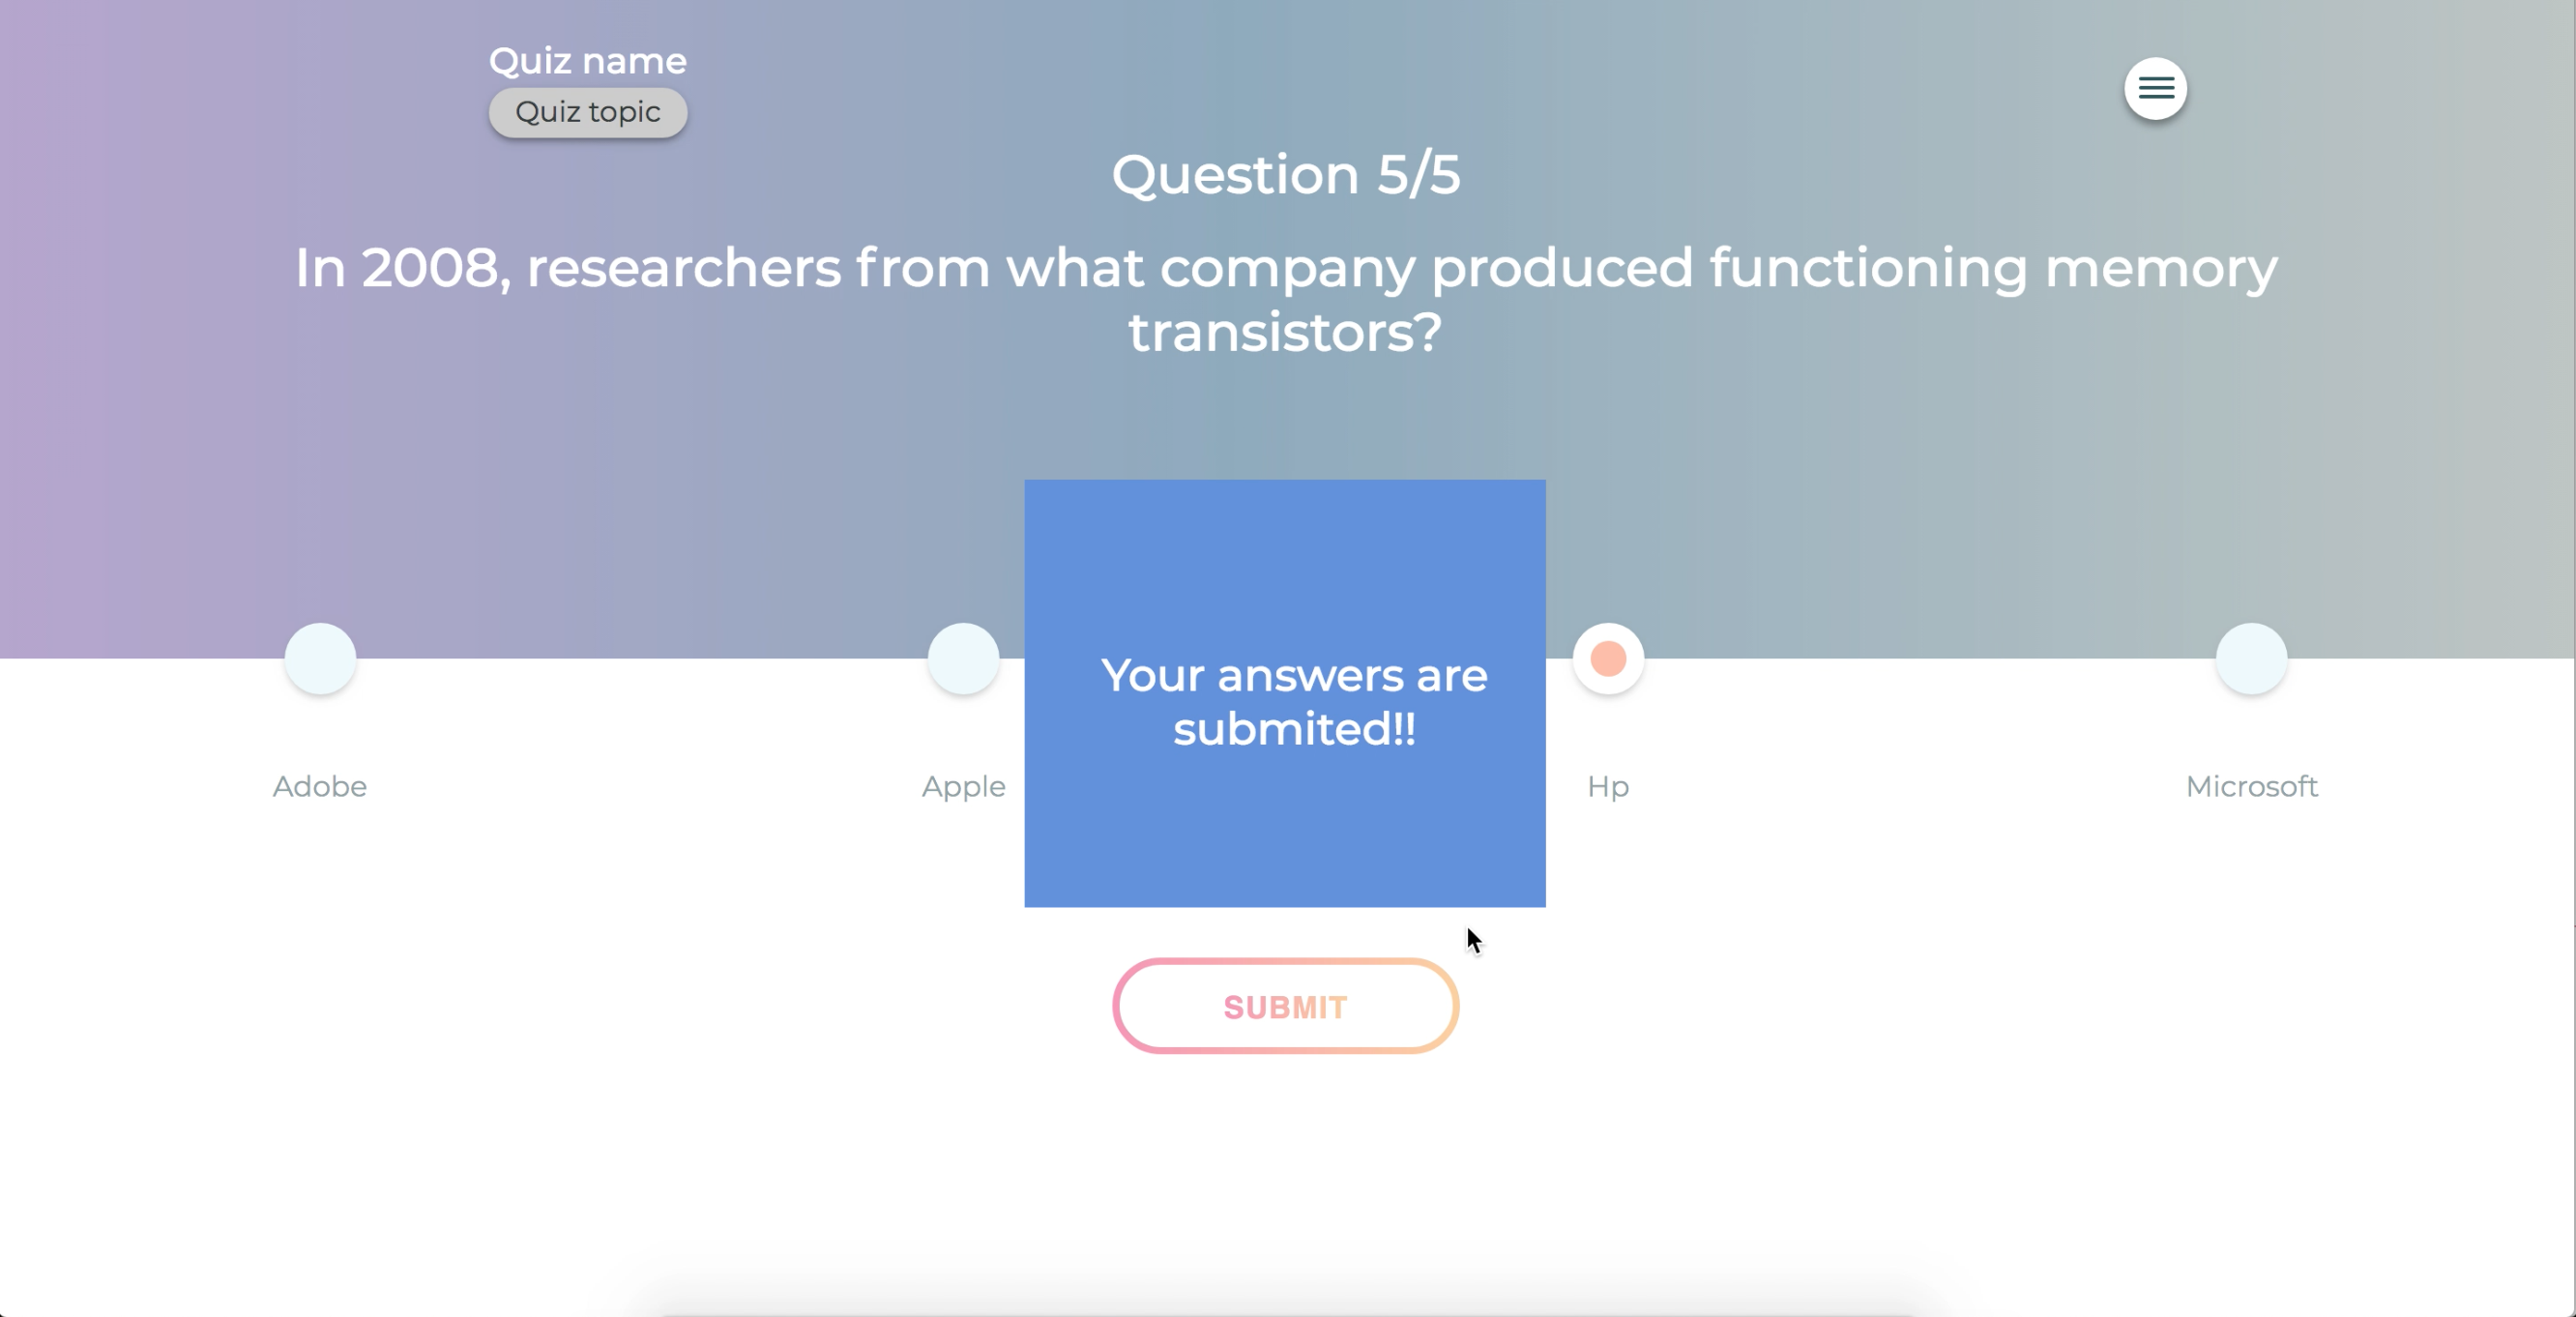 Quiz name
Quiz topic
Question 5/5
In 2008, researchers from what company produced functioning memory
transistors?
Your answers are
submited!!
Adobe
Apple
Hp
Microsoft
SUBMIT